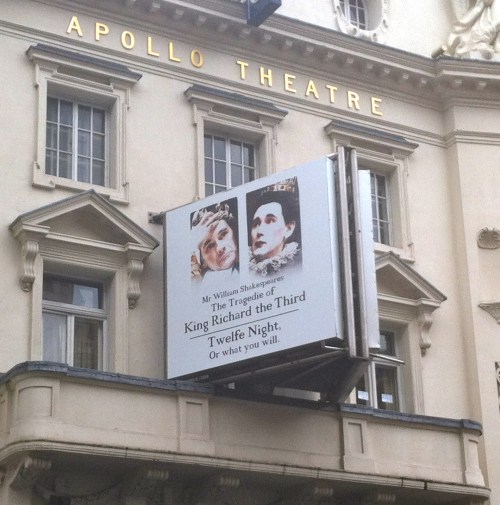 APOLLO THEATRE
Mr William Shakespeares
The Tragedie of
King Richard the Third
Twelfe Night,
Or what you will.